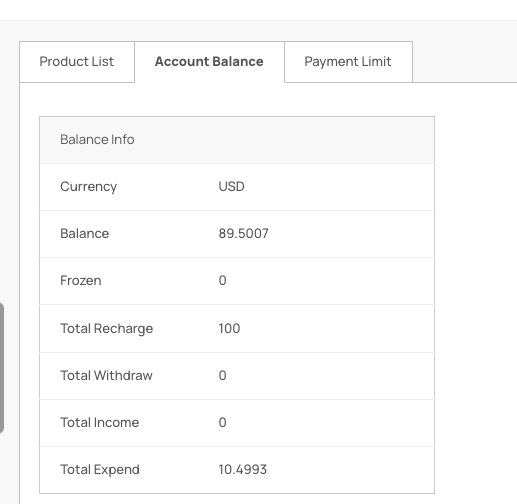 Product List Account Balance Payment Limit
Balance Info
Currency USD
Balance 89.5007
Frozen 0
Total Recharge 100
Total Withdraw 0
Total Income 0
Total Expend 10.4993